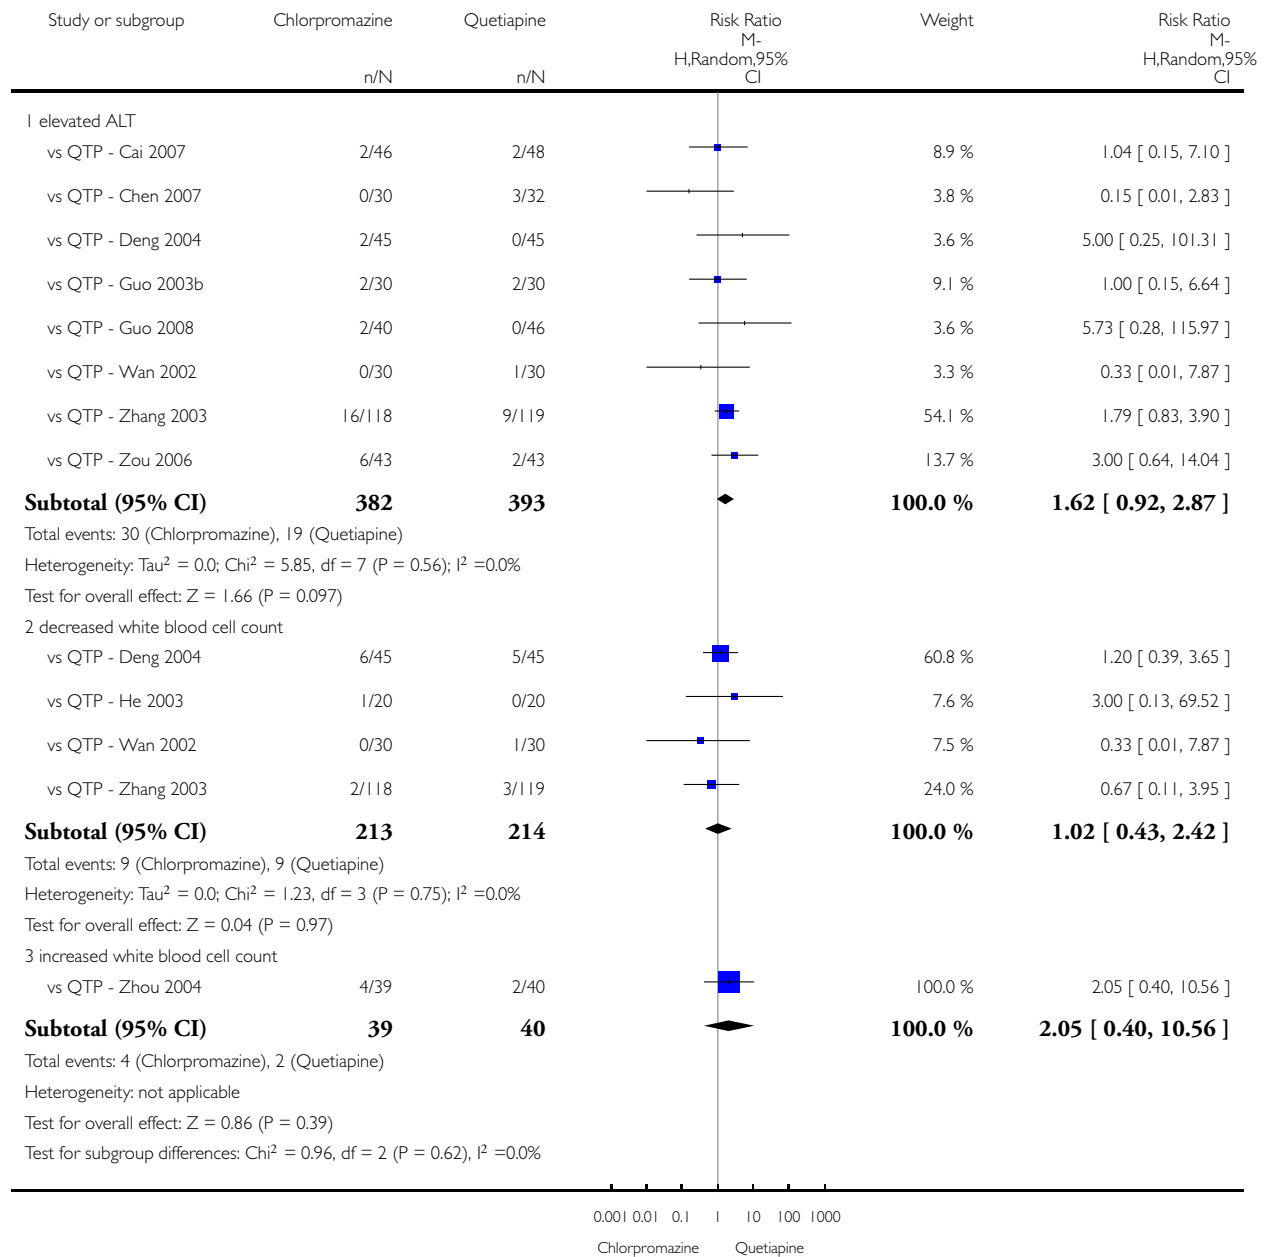 Study or subgroup Chlorpromazine Quetiapine Risk Ratio Weight Risk Ratio
M- M-
H,Random,95% H,Random,95%
n/N n/N CI CI
1 elevated ALT
vs QTP - Cai 2007 2/46 2/48 8.9 % 1.04 [ 0.15, 7.10 ]
vs QTP - Chen 2007 0/30 3/32 3.8 % 0.15 [ 0.01, 2.83 ]
vs QTP - Deng 2004 2/45 0/45 3.6 % 5.00 [ 0.25, 101.31 ]
vs QTP - Guo 2003b 2/30 2/30 9.1 % 1.00 [ 0.15, 6.64 ]
vs QTP - Guo 2008 2/40 0/46 3.6 % 5.73 [ 0.28, 115.97 ]
vs QTP - Wan 2002 0/30 1/30 3.3 % 0.33 [ 0.01, 7.87 ]
vs QTP - Zhang 2003 16/118 9/119 54.1 % 1.79 [ 0.83, 3.90 ]
vs QTP - Zou 2006 6/43 2/43 13.7 % 3.00 [ 0.64, 14.04 ]
Subtotal (95% CI) 382 393 100.0 % 1.62 [ 0.92, 2.87 ]
Total events: 30 (Chlorpromazine), 19 (Quetiapine)
Heterogeneity: Tau² = 0.0; Chi² = 5.85, df = 7 (P = 0.56); I² =0.0%
Test for overall effect: Z = 1.66 (P = 0.097)
2 decreased white blood cell count
vs QTP - Deng 2004 6/45 5/45 60.8 % 1.20 [ 0.39, 3.65 ]
vs QTP - He 2003 1/20 0/20 7.6 % 3.00 [ 0.13, 69.52 ]
vs QTP - Wan 2002 0/30 1/30 7.5 % 0.33 [ 0.01, 7.87 ]
vs QTP - Zhang 2003 2/118 3/119 24.0 % 0.67 [ 0.11, 3.95 ]
Subtotal (95% CI) 213 214 100.0 % 1.02 [ 0.43, 2.42 ]
Total events: 9 (Chlorpromazine), 9 (Quetiapine)
Heterogeneity: Tau² = 0.0; Chi² = 1.23, df = 3 (P = 0.75); I² =0.0%
Test for overall effect: Z = 0.04 (P = 0.97)
3 increased white blood cell count
vs QTP - Zhou 2004 4/39 2/40 100.0 % 2.05 [ 0.40, 10.56 ]
Subtotal (95% CI) 39 40 100.0 % 2.05 [ 0.40, 10.56 ]
Total events: 4 (Chlorpromazine), 2 (Quetiapine)
Heterogeneity: not applicable
Test for overall effect: Z = 0.86 (P = 0.39)
Test for subgroup differences: Chi² = 0.96, df = 2 (P = 0.62), I² =0.0%
0.001 0.01 0.1 1 10 100 1000
Chlorpromazine Quetiapine